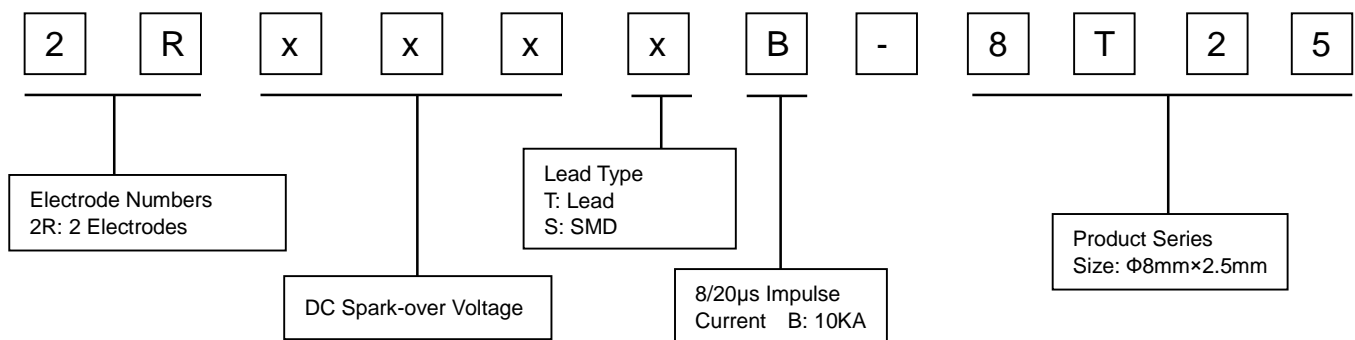 2 R x x x x B - 8 T 2 5
Electrode Numbers
2R: 2 Electrodes
DC Spark-over Voltage
Lead Type
T: Lead
S: SMD
8/20μs Impulse
Current B: 10KA
Product Series
Size: Φ8mm×2.5mm